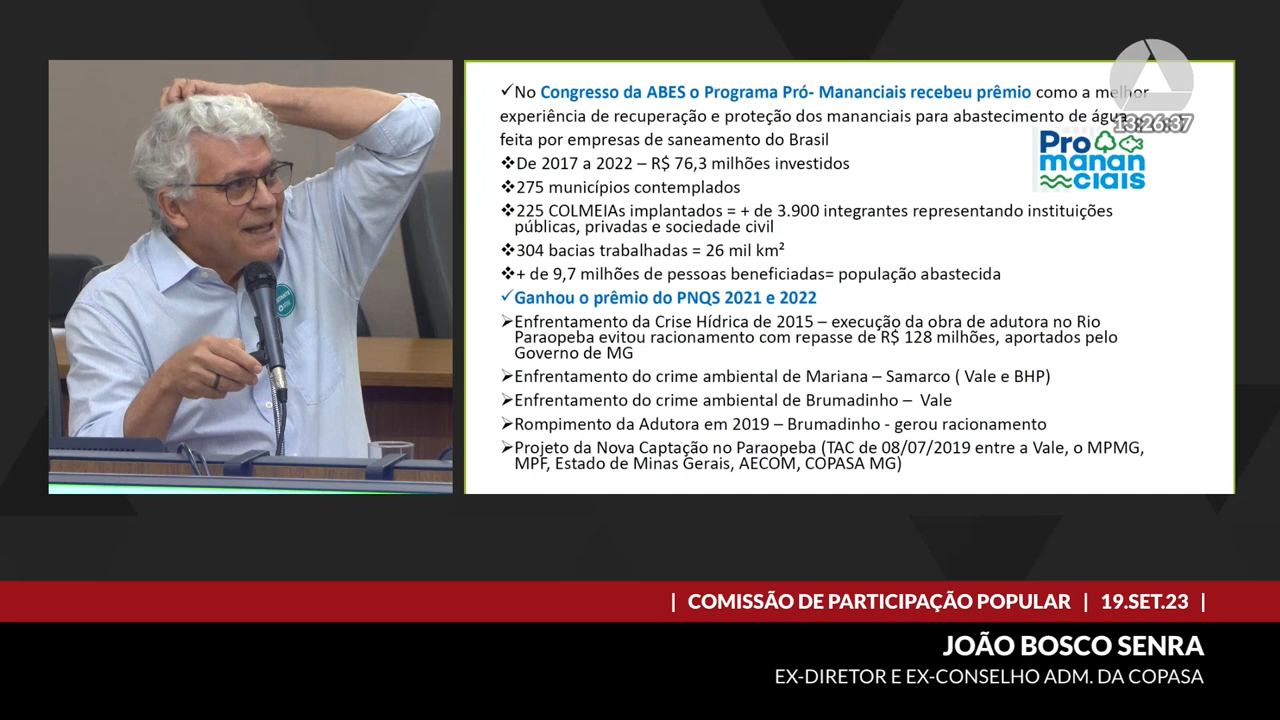 ✓No Congresso da ABES o Programa Pró- Mananciais recebeu prêmio como a melhor
experiência de recuperação e proteção dos mananciais para abastecimento de água
feita por empresas de saneamento do Brasil
❖De 2017 a 2022 – R$ 76,3 milhões investidos
❖275 municípios contemplados
❖225 COLMEIAs implantados = + de 3.900 integrantes representando instituições
públicas, privadas e sociedade civil
❖304 bacias trabalhadas = 26 mil km²
❖+ de 9,7 milhões de pessoas beneficiadas= população abastecida
✓Ganhou o prêmio do PNQS 2021 e 2022
➢Enfrentamento da Crise Hídrica de 2015 – execução da obra de adutora no Rio
Paraopeba evitou racionamento com repasse de R$ 128 milhões, aportados pelo
Governo de MG
➢Enfrentamento do crime ambiental de Mariana – Samarco ( Vale e BHP)
➢Enfrentamento do crime ambiental de Brumadinho – Vale
➢Rompimento da Adutora em 2019 – Brumadinho - gerou racionamento
➢Projeto da Nova Captação no Paraopeba (TAC de 08/07/2019 entre a Vale, o MPMG,
MPF, Estado de Minas Gerais, AECOM, COPASA MG)
13:26:37
Pro
manan
ciais
| COMISSÃO DE PARTICIPAÇÃO POPULAR | 19.SET.23 |
JOÃO BOSCO SENRA
EX-DIRETOR E EX-CONSELHO ADM. DA COPASA